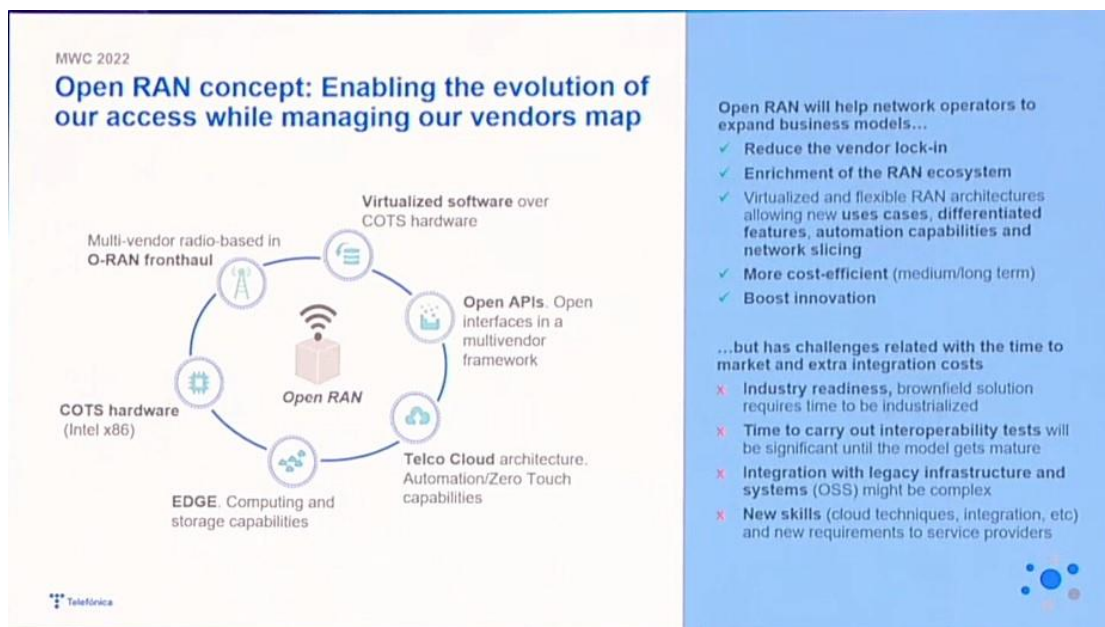 MWC 2022
Open RAN concept: Enabling the evolution of
our access while managing our vendors map
Virtualized software over
COTS hardware
Multi-vendor radio-based in
O-RAN fronthaul
Open APIs. Open
interfaces in a
multivendor
framework
Open RAN
COTS hardware
(Intel x86)
Telco Cloud architecture.
Automation/Zero Touch
capabilities
EDGE. Computing and
storage capabilities
Telefónica
Open RAN will help network operators to
expand business models…
✓ Reduce the vendor lock-in
✓ Enrichment of the RAN ecosystem
✓ Virtualized and flexible RAN architectures
allowing new uses cases, differentiated
features, automation capabilities and
network slicing
✓ More cost-efficient (medium/long term)
✓ Boost innovation
…but has challenges related with the time to
market and extra integration costs
x Industry readiness, brownfield solution
requires time to be industrialized
x Time to carry out interoperability tests will
be significant until the model gets mature
x Integration with legacy infrastructure and
systems (OSS) might be complex
x New skills (cloud techniques, integration, etc)
and new requirements to service providers